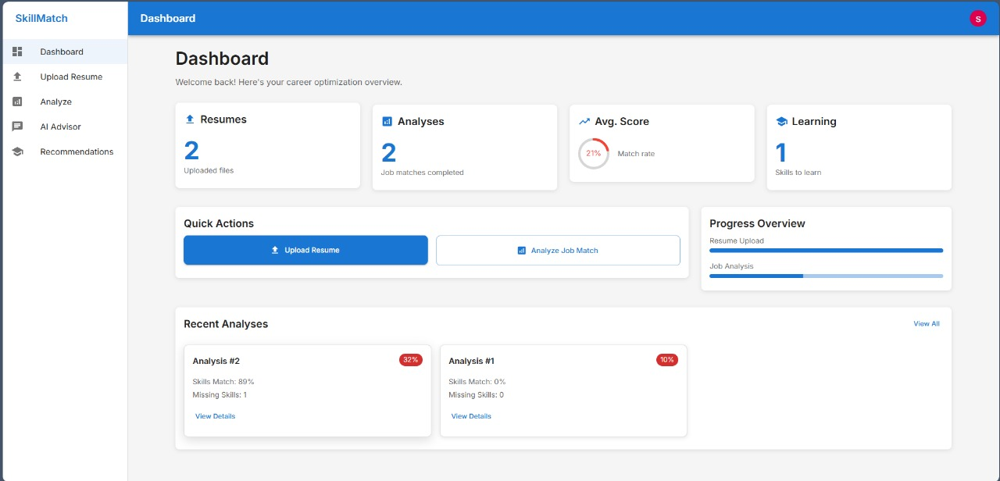 SkillMatch
Dashboard
S
Dashboard
Upload Resume
Analyze
AI Advisor
Recommendations
Dashboard
Welcome back! Here's your career optimization overview.
Resumes
2
Uploaded files
Analyses
2
Job matches completed
Avg. Score
21%
Match rate
Learning
1
Skills to learn
Quick Actions
Upload Resume
Analyze Job Match
Progress Overview
Resume Upload
Job Analysis
Recent Analyses
View All
Analysis #2
32%
Skills Match: 89%
Missing Skills: 1
View Details
Analysis #1
10%
Skills Match: 0%
Missing Skills: 0
View Details